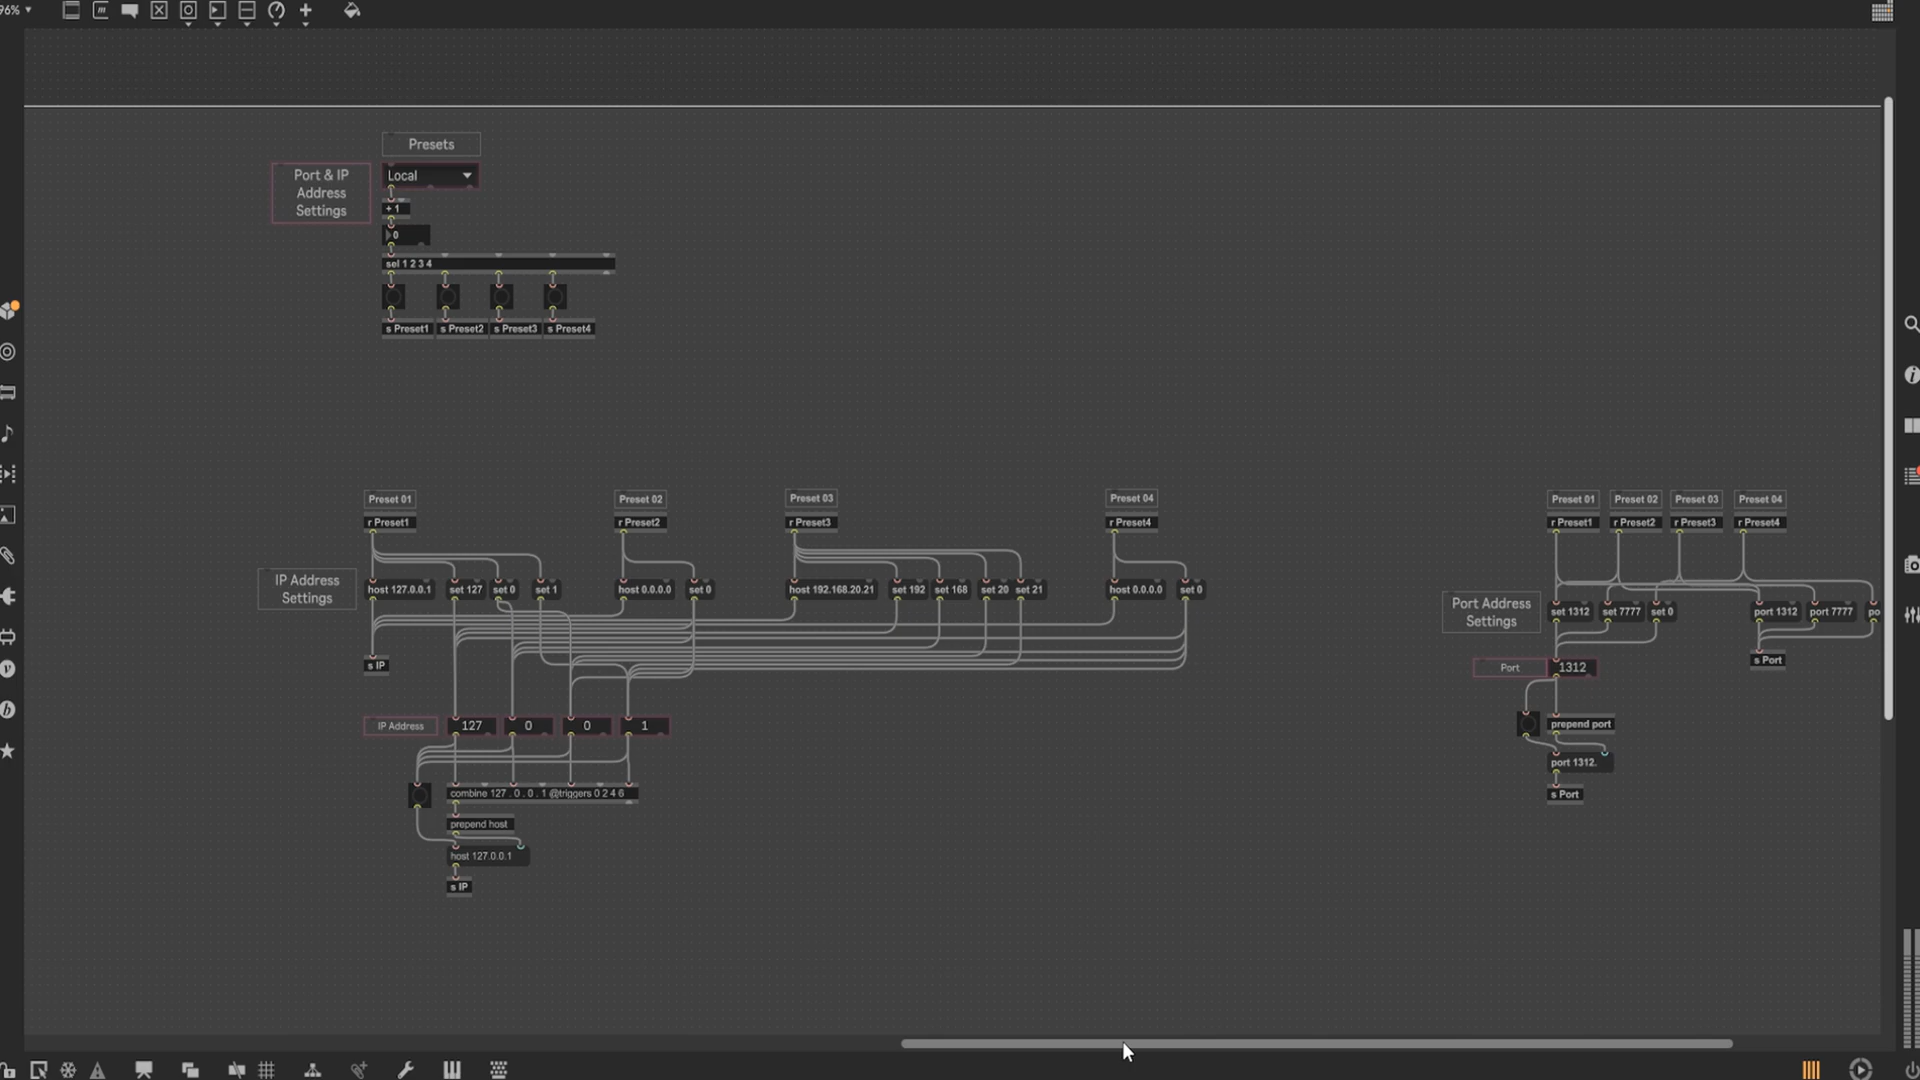 96%
Presets
Port & IP
Address
Settings
Local
+ 1
0
sel 1 2 3 4
s Preset1 s Preset2 s Preset3 s Preset4
Preset 01 Preset 02 Preset 03 Preset 04
r Preset1 r Preset2 r Preset3 r Preset4
IP Address
Settings
host 127.0.0.1 set 127 set 0 set 1 host 0.0.0.0 set 0 host 192.168.20.21 set 192 set 168 set 20 set 21 host 0.0.0.0 set 0
s IP
IP Address 127 0 0 1
combine 127 . 0 . 0 . 1 @triggers 0 2 4 6
prepend host
host 127.0.0.1
s IP
Preset 01 Preset 02 Preset 03 Preset 04
r Preset1 r Preset2 r Preset3 r Preset4
Port Address
Settings
set 1312 set 7777 set 0 port 1312 port 7777 po
s Port
Port 1312
prepend port
port 1312.
s Port